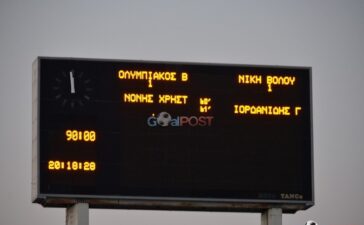 ΟΛΥΜΠΙΑΚΟΣ Β ΝΙΚΗ ΒΟΛΟΥ
1 1
ΝΟΝΗΣ ΧΡΗΣΤ
ΙΟΡΔΑΝΙΔΗΣ Γ
GoalPOST
90:00
20:18:28